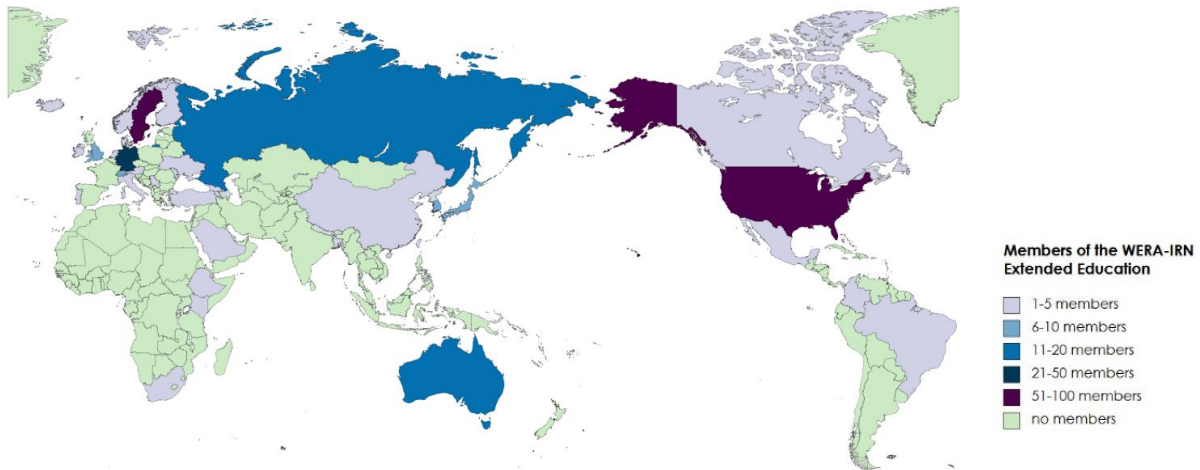 Members of the WERA-IRN
Extended Education
1-5 members
6-10 members
11-20 members
21-50 members
51-100 members
no members